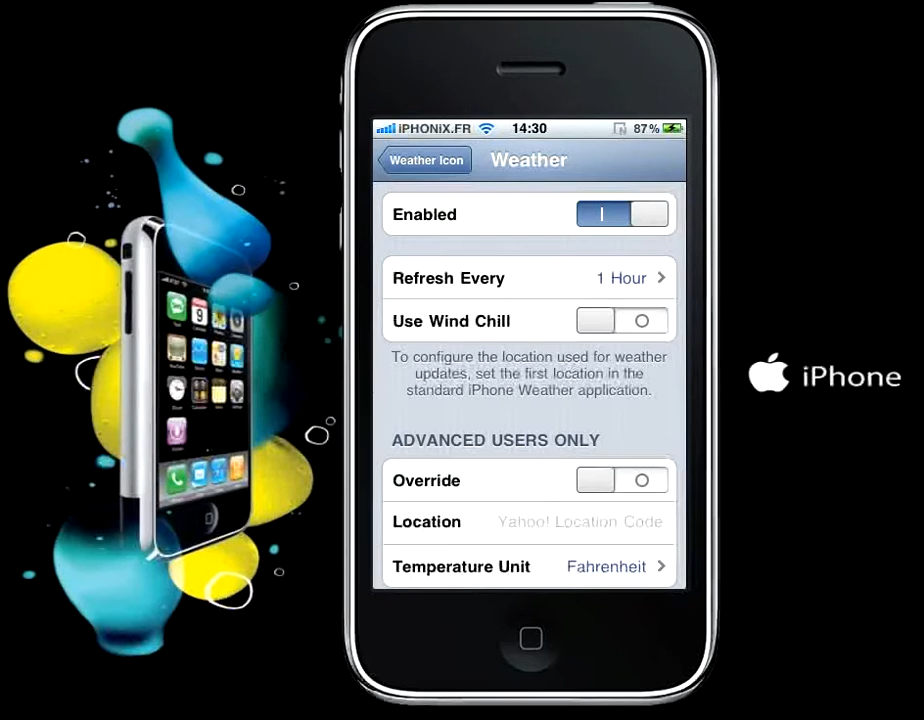 iPHONiX.FR 14:30 87%
Weather Icon Weather
Enabled
Refresh Every 1 Hour
Use Wind Chill
To configure the location used for weather
updates, set the first location in the
standard iPhone Weather application.
ADVANCED USERS ONLY
Override
Location Yahoo! Location Code
Temperature Unit Fahrenheit
9
iPhone